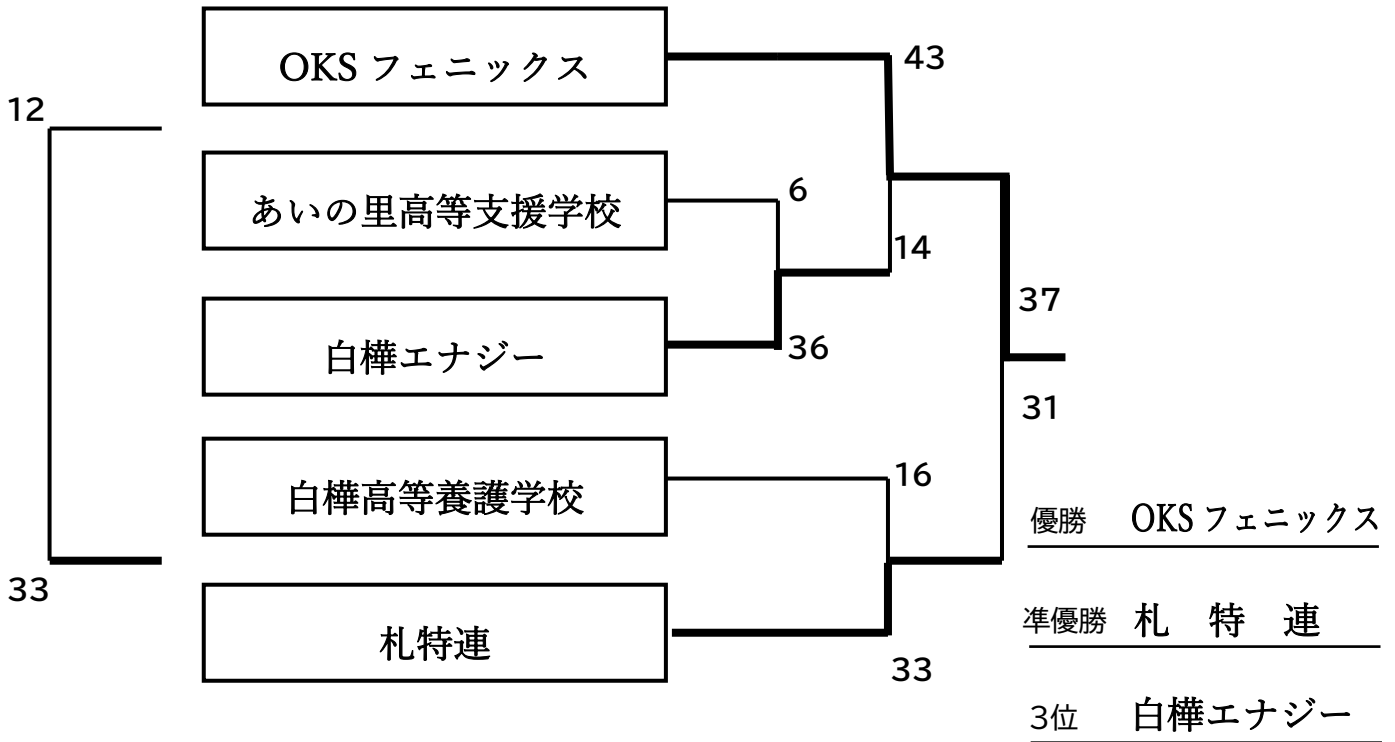 OKS フェニックス
43
12
あいの里高等支援学校
6
14
37
白樺エナジー
36
31
白樺高等養護学校
16
優勝 OKS フェニックス
33
札特連
33
準優勝 札 特 連
3位 白樺エナジー